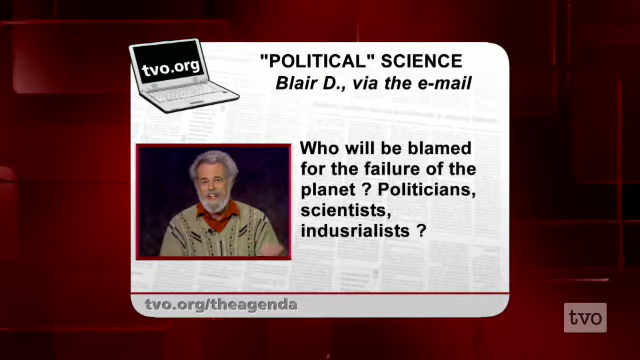 tvo.org
"POLITICAL" SCIENCE
Blair D., via the e-mail
Who will be blamed
for the failure of the
planet ? Politicians,
scientists,
indusrialists ?
tvo.org/theagenda
tvo